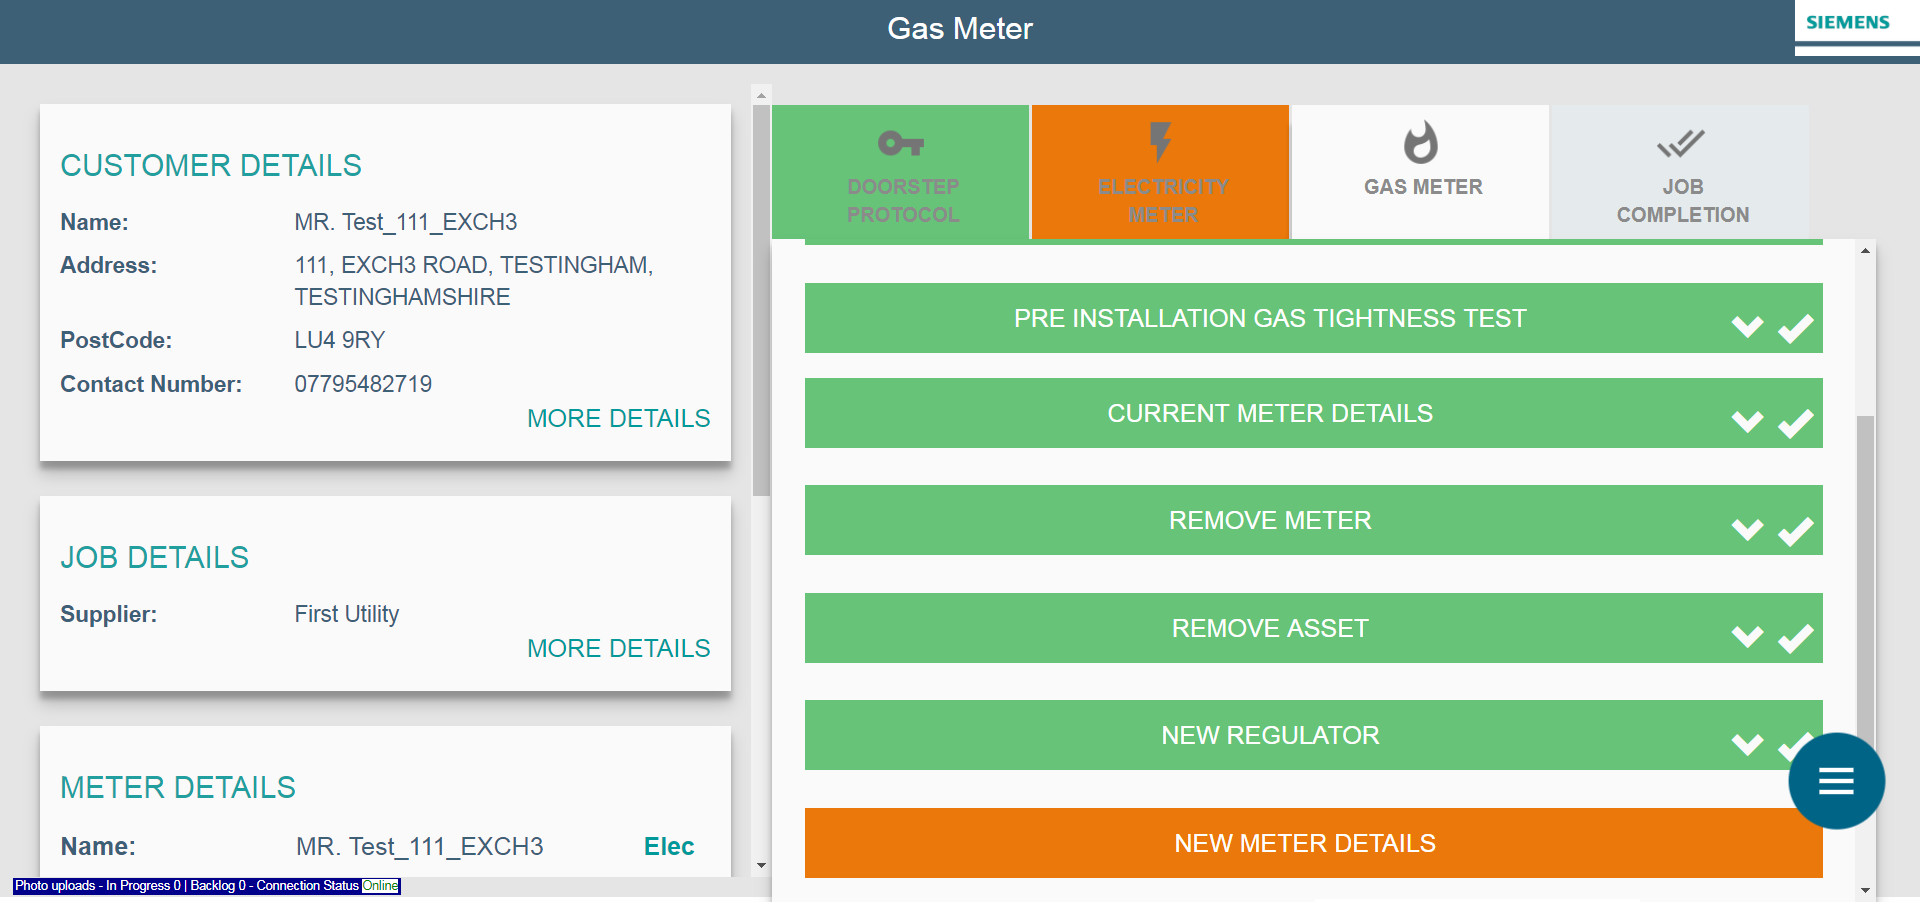 Gas Meter
SIEMENS
CUSTOMER DETAILS
Name: MR. Test_111_EXCH3
Address: 111, EXCH3 ROAD, TESTINGHAM,
TESTINGHAMSHIRE
PostCode: LU4 9RY
Contact Number: 07795482719
MORE DETAILS
JOB DETAILS
Supplier: First Utility
MORE DETAILS
METER DETAILS
Name: MR. Test_111_EXCH3 Elec
Photo uploads - In Progress 0 | Backlog 0 - Connection Status Online
DOORSTEP
PROTOCOL
ELECTRICITY
METER
GAS METER
JOB
COMPLETION
PRE INSTALLATION GAS TIGHTNESS TEST
CURRENT METER DETAILS
REMOVE METER
REMOVE ASSET
NEW REGULATOR
NEW METER DETAILS